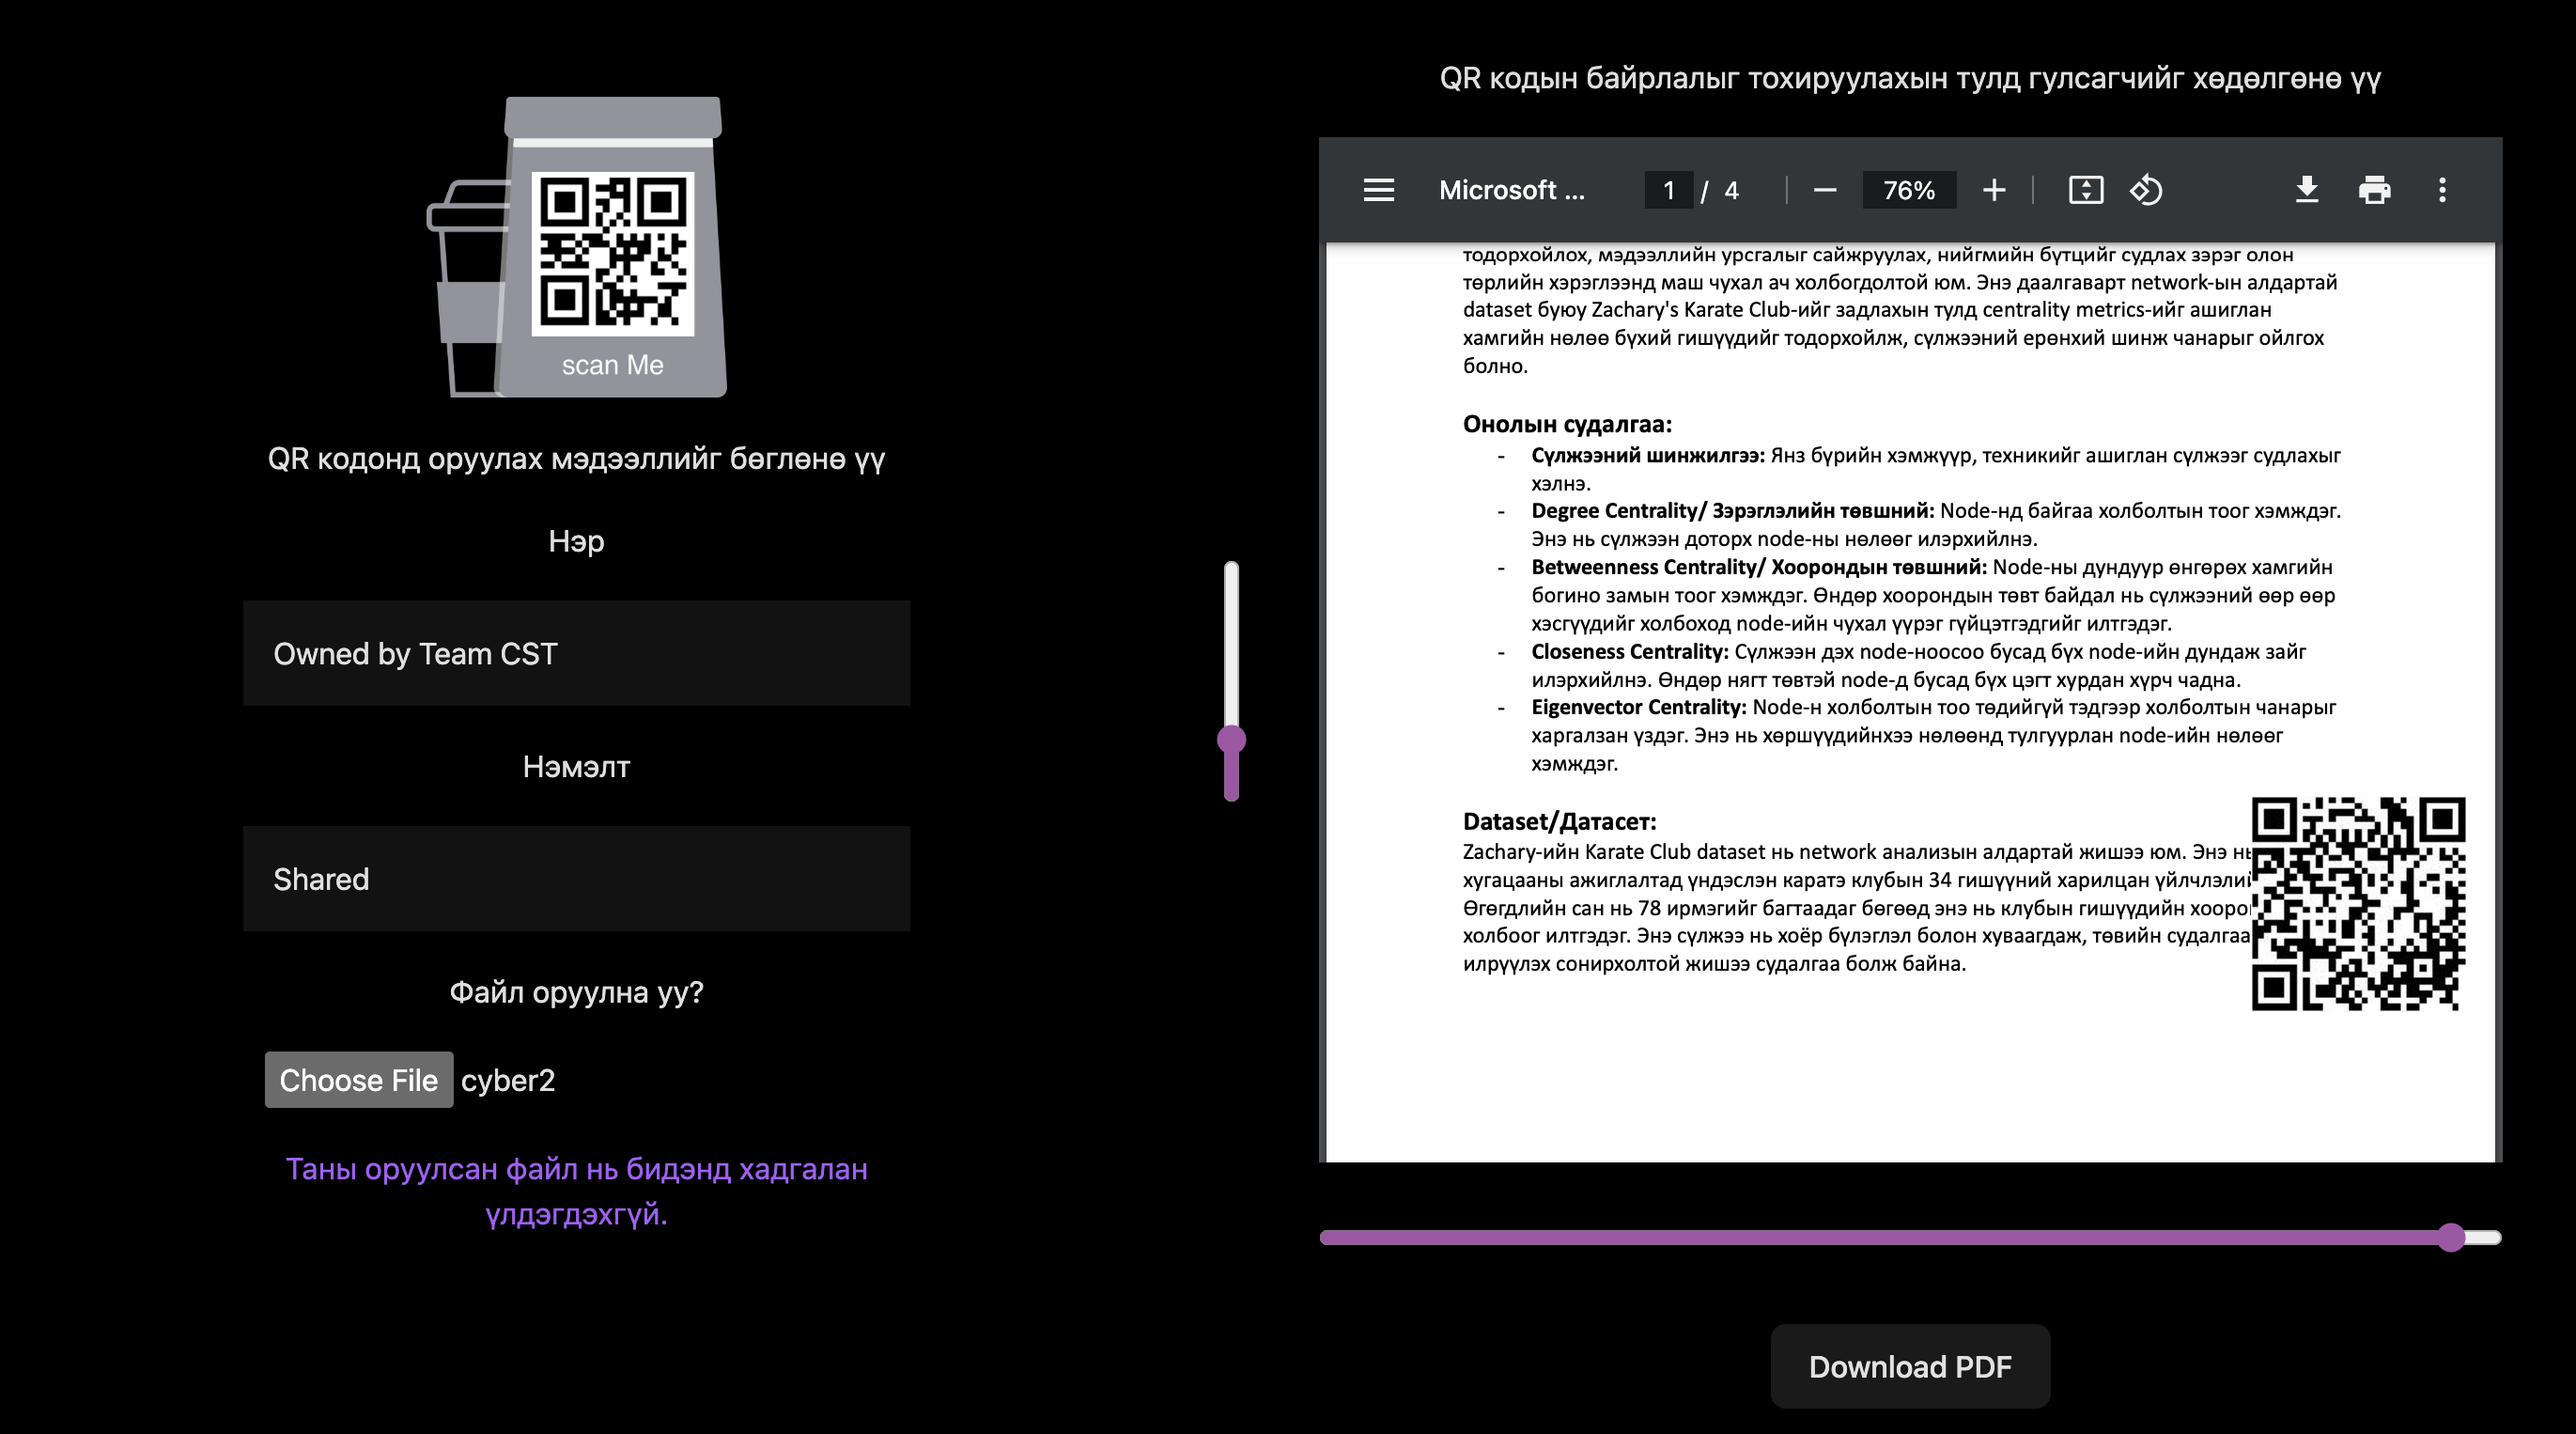 scan Me
QR кодонд оруулах мэдээллийг бөглөнө үү
Нэр
Owned by Team CST
Нэмэлт
Shared
Файл оруулна уу?
Choose File cyber2
Таны оруулсан файл нь бидэнд хадгалан
үлдэгдэхгүй.
QR кодын байрлалыг тохируулахын тулд гулсагчийг хөдөлгөнө үү
Microsoft ... 1 / 4 76%
тодорхойлох, мэдээллийн урсгалыг сайжруулах, нийгмийн бүтцийг судлах зэрэг олон
төрлийн хэрэглээнд маш чухал ач холбогдолтой юм. Энэ даалгаварт network-ын алдартай
dataset буюу Zachary's Karate Club-ийг задлахын тулд centrality metrics-ийг ашиглан
хамгийн нөлөө бүхий гишүүдийг тодорхойлж, сүлжээний ерөнхий шинж чанарыг ойлгох
болно.
Онолын судалгаа:
- Сүлжээний шинжилгээ: Янз бүрийн хэмжүүр, техникийг ашиглан сүлжээг судлахыг
хэлнэ.
- Degree Centrality/ Зэрэглэлийн төвшний: Node-нд байгаа холболтын тоог хэмждэг.
Энэ нь сүлжээн доторх node-ны нөлөөг илэрхийлнэ.
- Betweenness Centrality/ Хоорондын төвшний: Node-ны дундуур өнгөрөх хамгийн
богино замын тоог хэмждэг. Өндөр хоорондын төвт байдал нь сүлжээний өөр өөр
хэсгүүдийг холбоход node-ийн чухал үүрэг гүйцэтгэдгийг илтгэдэг.
- Closeness Centrality: Сүлжээн дэх node-ноосоо бусад бүх node-ийн дундаж зайг
илэрхийлнэ. Өндөр нягт төвтэй node-д бусад бүх цэгт хурдан хүрч чадна.
- Eigenvector Centrality: Node-н холболтын тоо төдийгүй тэдгээр холболтын чанарыг
харгалзан үздэг. Энэ нь хөршүүдийнхээ нөлөөнд тулгуурлан node-ийн нөлөөг
хэмждэг.
Dataset/Датасет:
Zachary-ийн Karate Club dataset нь network анализын алдартай жишээ юм. Энэ нь
хугацааны ажиглалтад үндэслэн каратэ клубын 34 гишүүний харилцан
Өгөгдлийн сан нь 78 ирмэгийг багтаадаг бөгөөд энэ нь клубын гишүүдийн
холбоог илтгэдэг. Энэ сүлжээ нь хоёр бүлэглэл болон хуваагдаж, төвийн судалгаа
илрүүлэх сонирхолтой жишээ судалгаа болж байна.
Download PDF